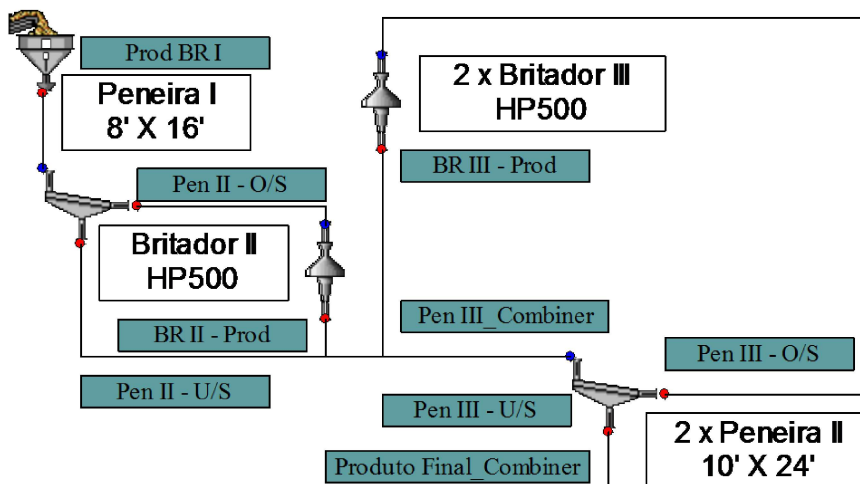 Prod BR I
Peneira I
8' X 16'
2 x Britador III
HP500
BR III - Prod
Pen II - O/S
Britador II
HP500
BR II - Prod
Pen III_Combiner
Pen III - O/S
Pen II - U/S
Pen III - U/S
2 x Peneira II
10' X 24'
Produto Final_Combiner